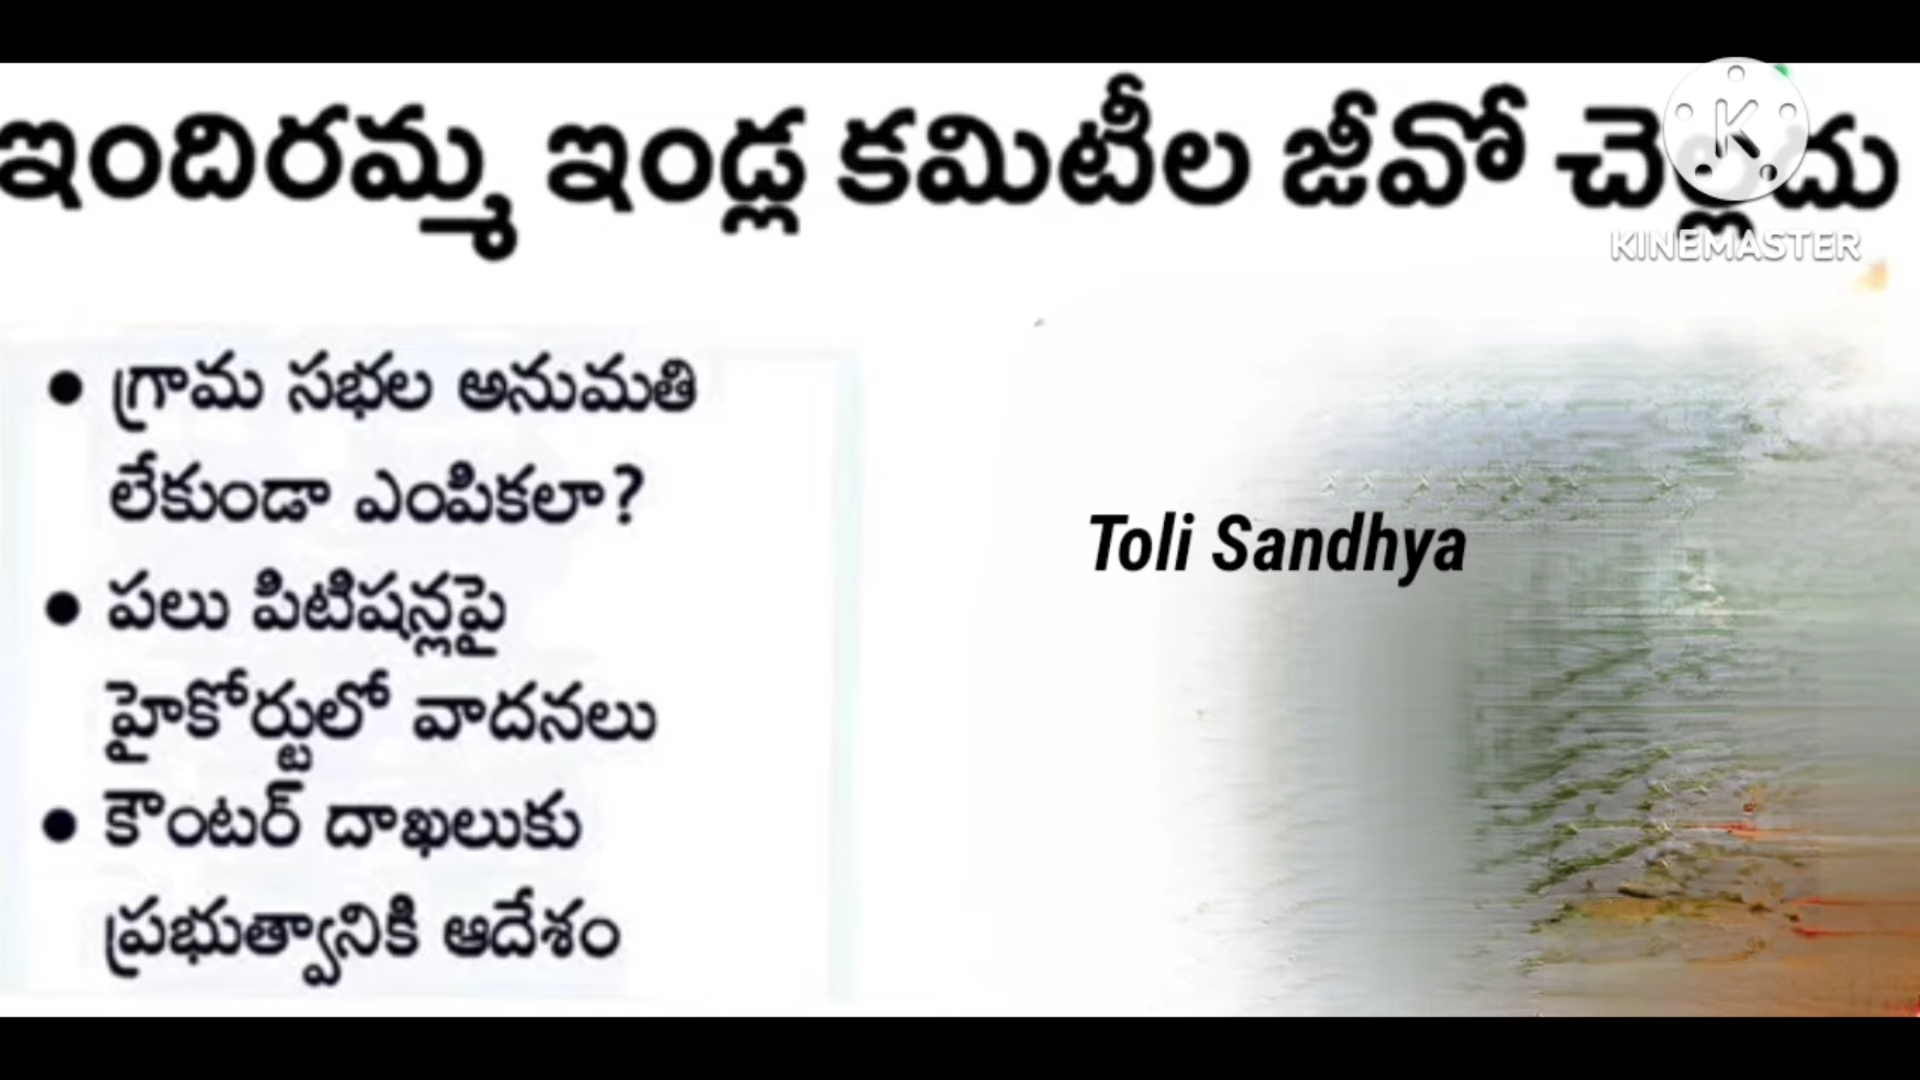 ఇందిరమ్మ ఇండ్ల కమిటీల జీవో చెల్లదు
KINEMASTER
• గ్రామ సభల అనుమతి
లేకుండా ఎంపికలా?
• పలు పిటిషన్లపై
హైకోర్టులో వాదనలు
• కౌంటర్ దాఖలుకు
ప్రభుత్వానికి ఆదేశం
Toli Sandhya